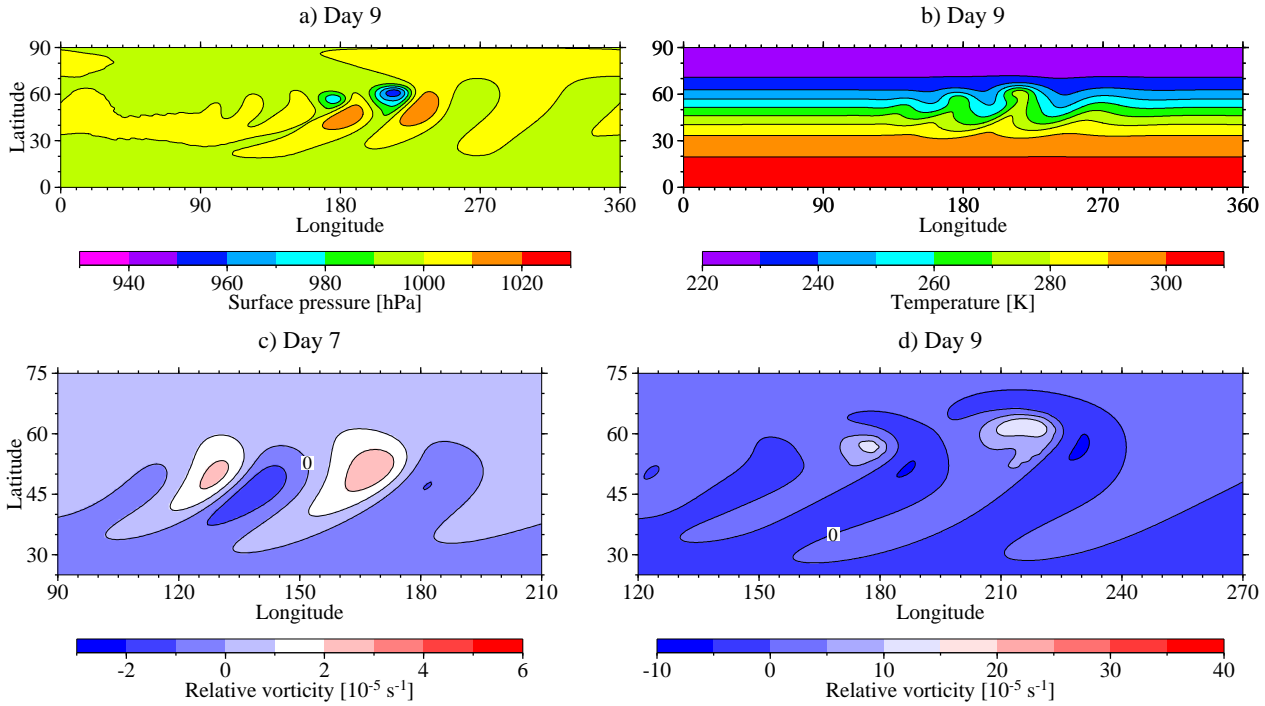 a) Day 9
90
60
30
0
Latitude
0 90 180 270 360
Longitude
940 960 980 1000 1020
Surface pressure [hPa]
b) Day 9
90
60
30
0
0 90 180 270 360
Longitude
220 240 260 280 300
Temperature [K]
c) Day 7
75
60
45
30
Latitude
0
90 120 150 180 210
Longitude
-2 0 2 4 6
Relative vorticity [10⁻⁵ s⁻¹]
d) Day 9
75
60
45
30
0
120 150 180 210 240 270
Longitude
-10 0 10 20 30 40
Relative vorticity [10⁻⁵ s⁻¹]